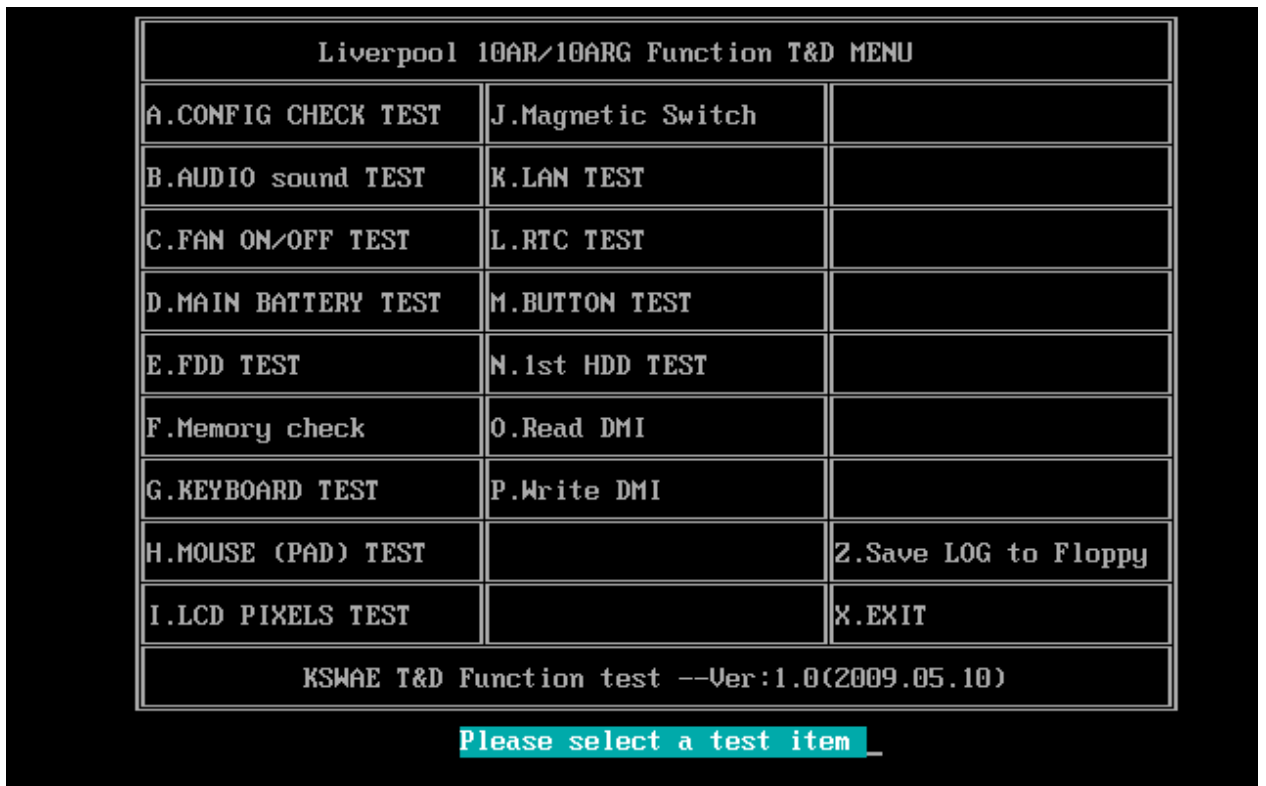 Liverpool 10AR/10ARG Function T&D MENU
A.CONFIG CHECK TEST J.Magnetic Switch
B.AUDIO sound TEST K.LAN TEST
C.FAN ON/OFF TEST L.RTC TEST
D.MAIN BATTERY TEST M.BUTTON TEST
E.FDD TEST N.1st HDD TEST
F.Memory check O.Read DMI
G.KEYBOARD TEST P.Write DMI
H.MOUSE (PAD) TEST Z.Save LOG to Floppy
I.LCD PIXELS TEST X.EXIT
KSWAE T&D Function test --Ver:1.0(2009.05.10)
Please select a test item _